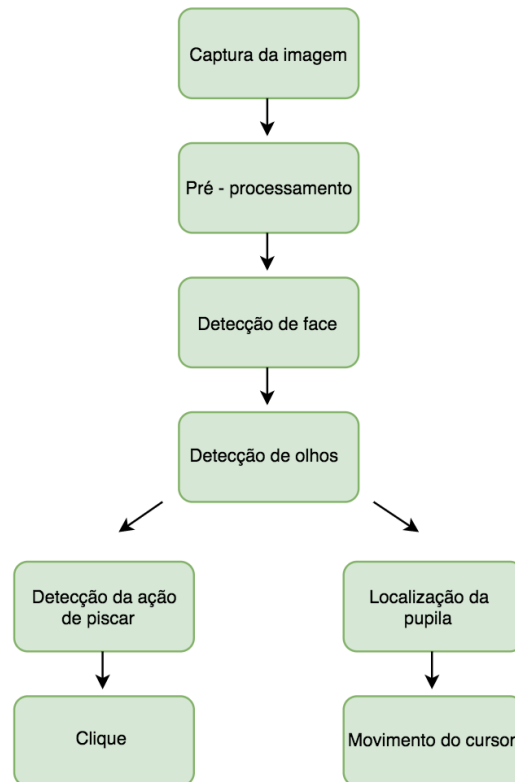 Captura da imagem
Pré - processamento
Detecção de face
Detecção de olhos
Detecção da ação
de piscar
Localização da
pupila
Clique
Movimento do cursor